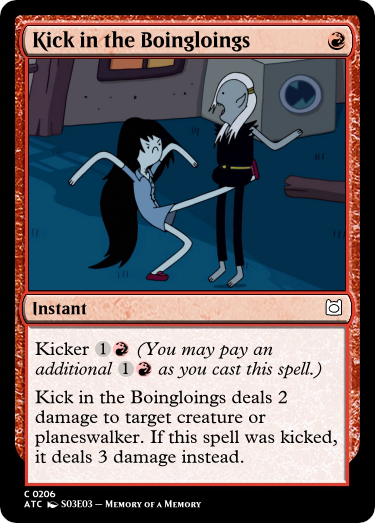 Kick in the Boingloings
Instant
Kicker 1 (You may pay an
additional 1 as you cast this spell.)
Kick in the Boingloings deals 2
damage to target creature or
planeswalker. If this spell was kicked,
it deals 3 damage instead.
C 0206
ATC S03E03 – Memory of a Memory